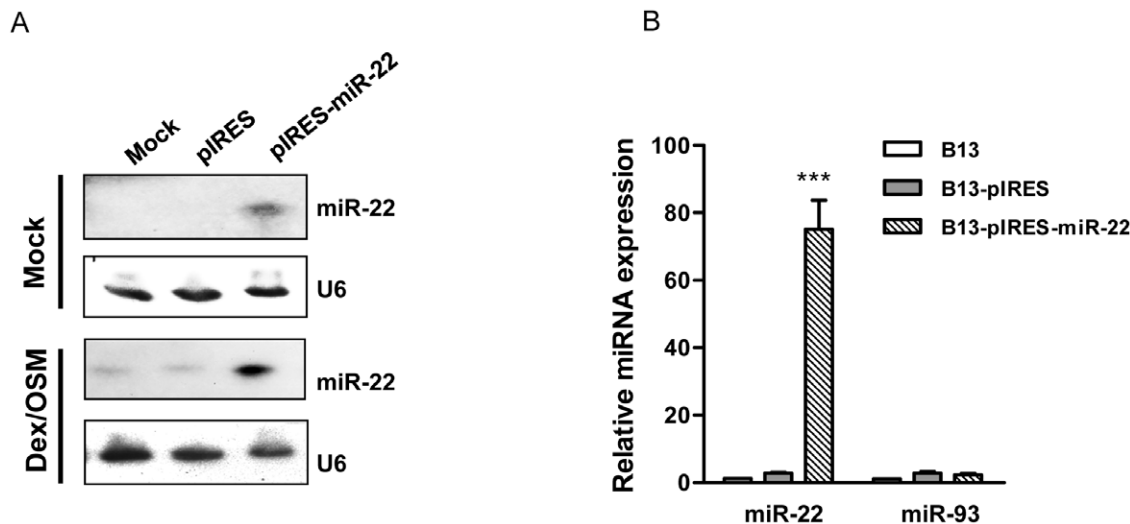 A
B
Mock
pIRES
pIRES-miR-22
Mock
miR-22
U6
Dex/OSM
miR-22
U6
Relative miRNA expression
100
80
60
40
20
0
***
B13
B13-pIRES
B13-pIRES-miR-22
miR-22
miR-93